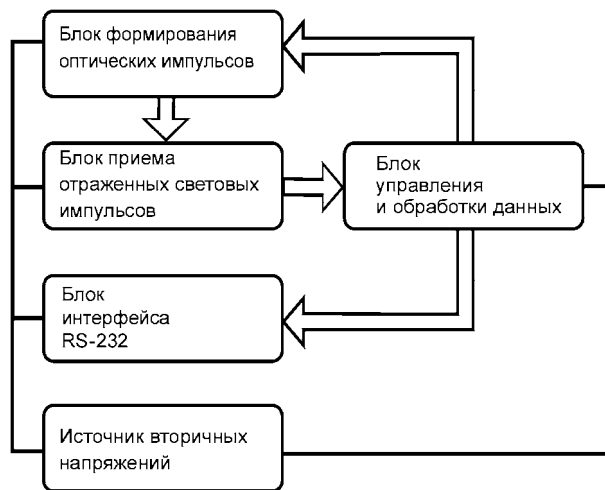 Блок формирования
оптических импульсов
Блок приема
отраженных световых
импульсов
Блок
управления
и обработки данных
Блок
интерфейса
RS-232
Источник вторичных
напряжений